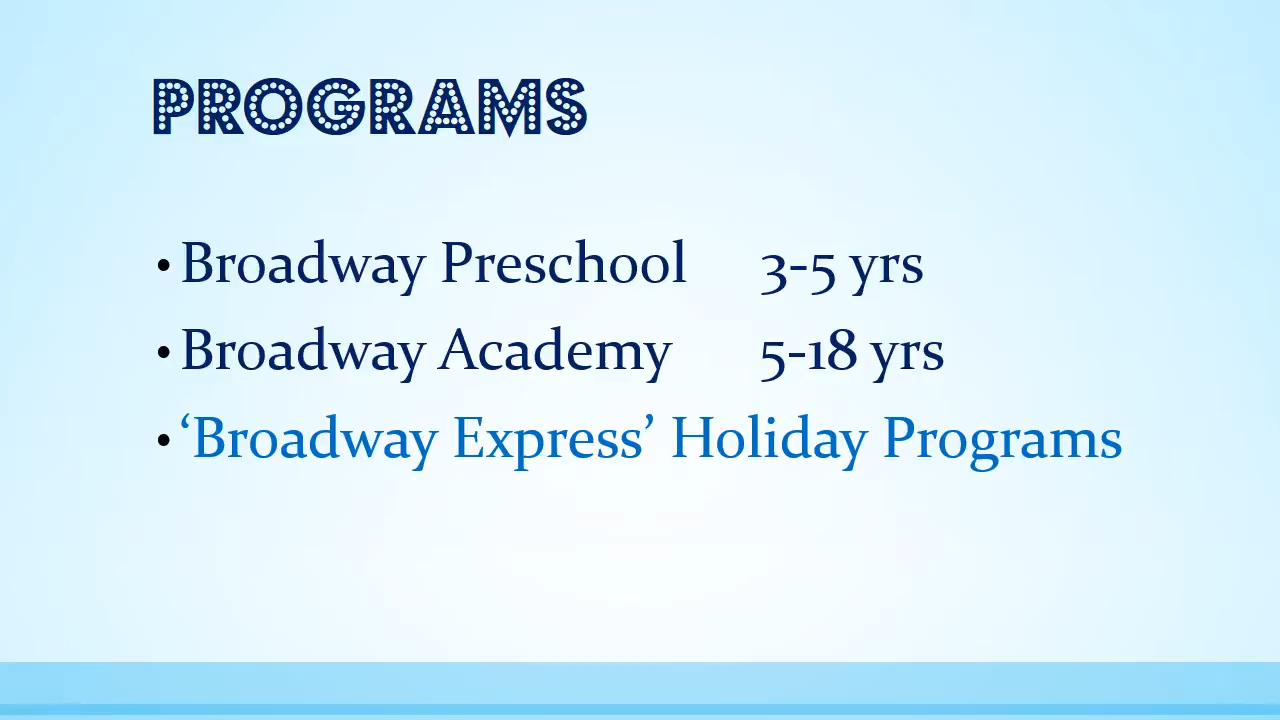 PROGRAMS
• Broadway Preschool 3-5 yrs
• Broadway Academy 5-18 yrs
• ‘Broadway Express’ Holiday Programs